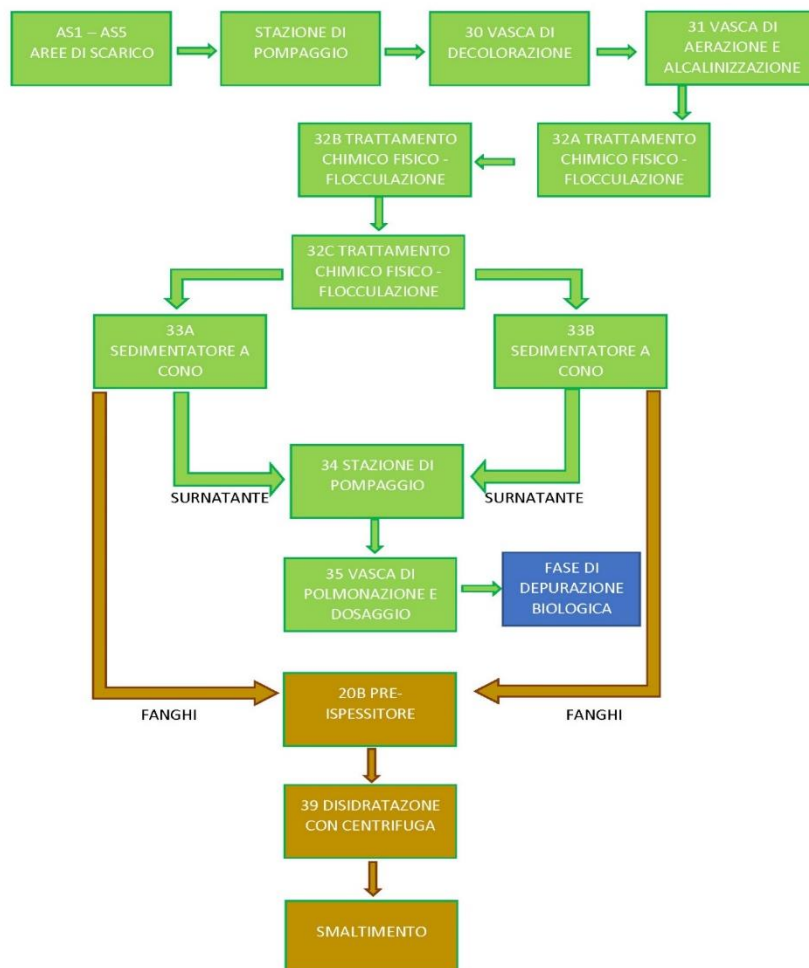 AS1 – AS5
AREE DI SCARICO
STAZIONE DI
POMPAGGIO
30 VASCA DI
DECOLORAZIONE
31 VASCA DI
AERAZIONE E
ALCALINIZZAZIONE
32B TRATTAMENTO
CHIMICO FISICO -
FLOCCULAZIONE
32A TRATTAMENTO
CHIMICO FISICO -
FLOCCULAZIONE
32C TRATTAMENTO
CHIMICO FISICO -
FLOCCULAZIONE
33A
SEDIMENTATORE A
CONO
33B
SEDIMENTATORE A
CONO
34 STAZIONE DI
POMPAGGIO
SURNATANTE
SURNATANTE
35 VASCA DI
POLMONAZIONE E
DOSAGGIO
FASE DI
DEPURAZIONE
BIOLOGICA
20B PRE-
ISPESSITORE
FANGHI
FANGHI
39 DISIDRATAZONE
CON CENTRIFUGA
SMALTIMENTO